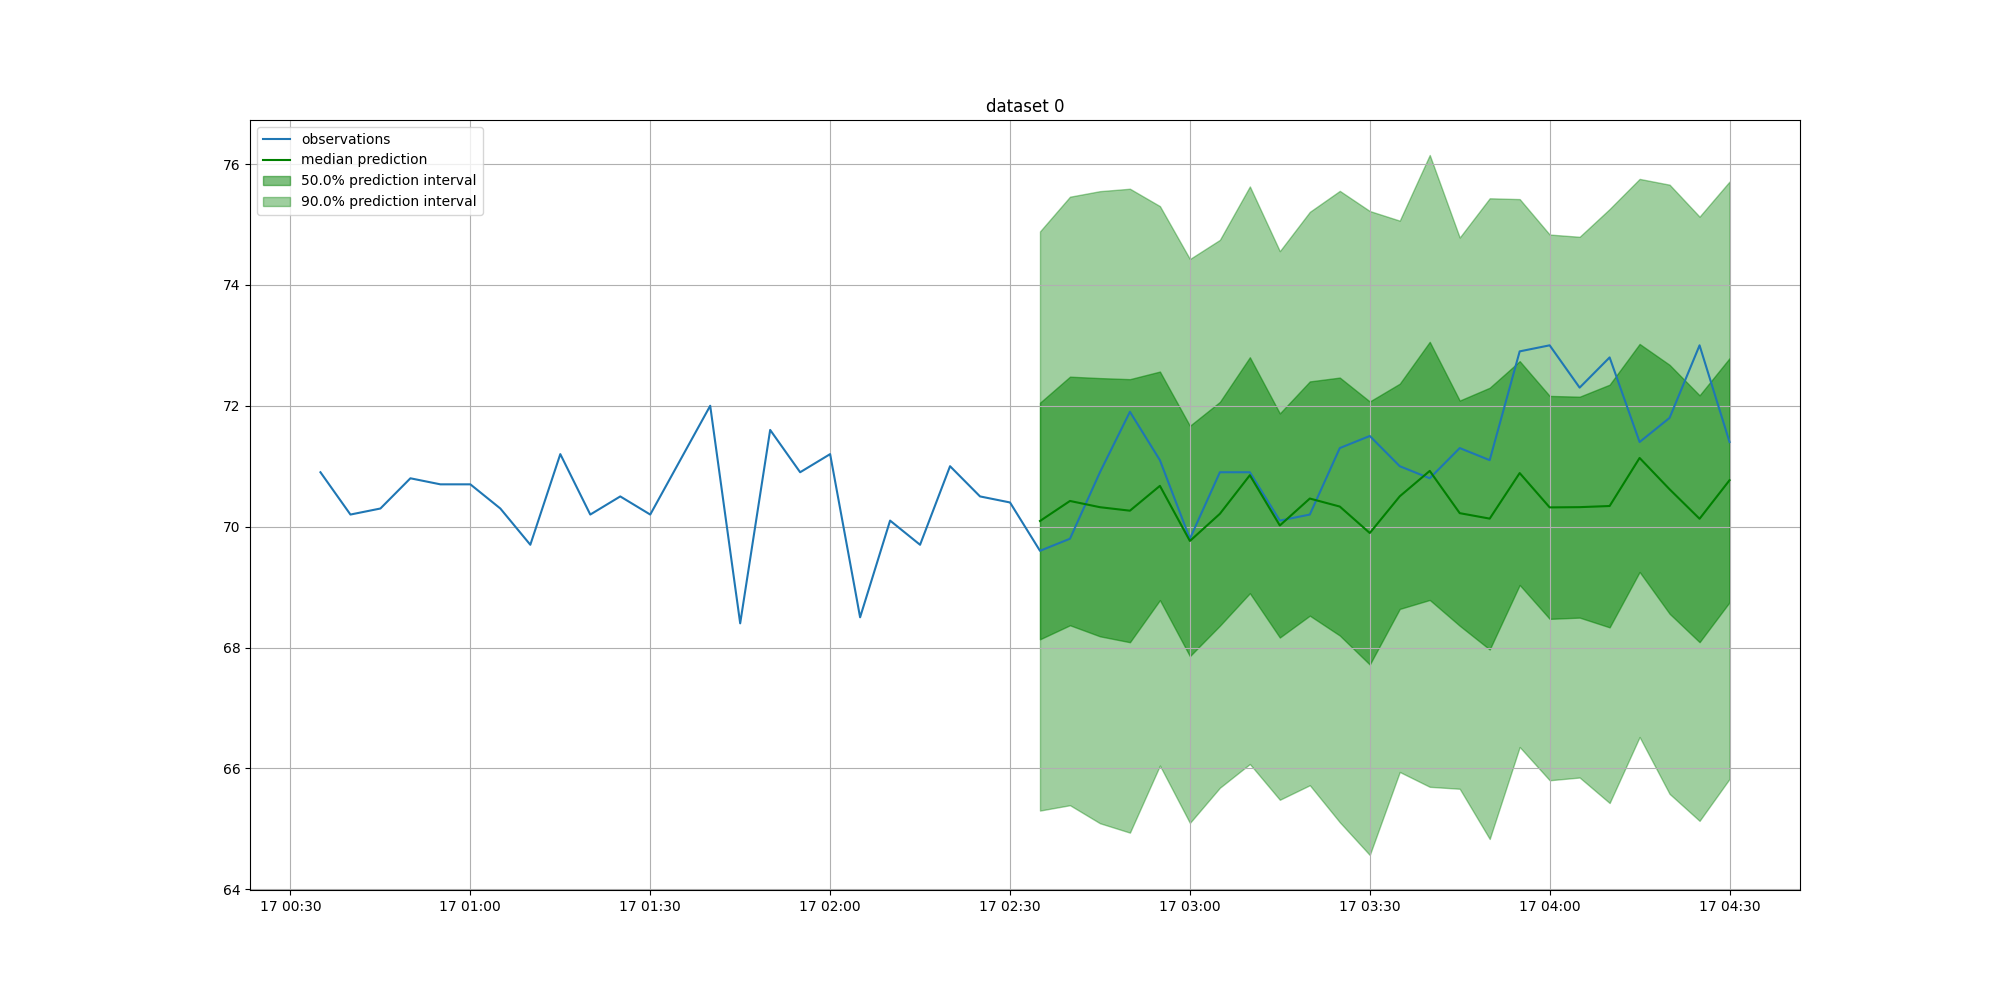 dataset 0
observations
median prediction
50.0% prediction interval
90.0% prediction interval
76
74
72
70
68
66
64
17 00:30 17 01:00 17 01:30 17 02:00 17 02:30 17 03:00 17 03:30 17 04:00 17 04:30